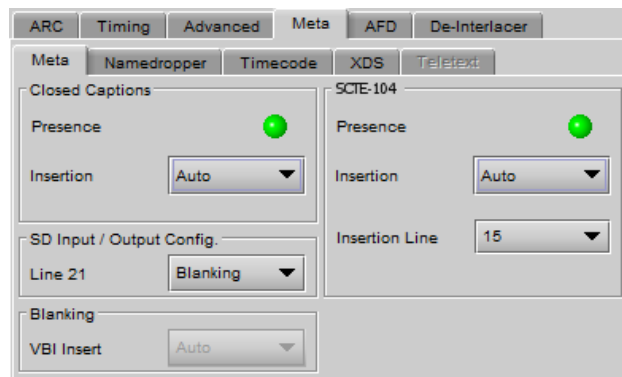 ARC Timing Advanced Meta AFD De-Interlacer
Meta Namedropper Timecode XDS Teletext
Closed Captions
Presence
Insertion Auto
SD Input / Output Config.
Line 21 Blanking
Blanking
VBI Insert Auto
SCTE-104
Presence
Insertion Auto
Insertion Line 15